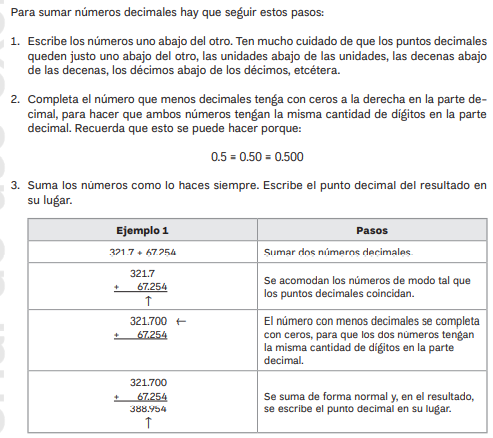 Para sumar números decimales hay que seguir estos pasos:
1. Escribe los números uno abajo del otro. Ten mucho cuidado de que los puntos decimales
queden justo uno abajo del otro, las unidades abajo de las unidades, las decenas abajo
de las decenas, los décimos abajo de los décimos, etcétera.
2. Completa el número que menos decimales tenga con ceros a la derecha en la parte de-
cimal, para hacer que ambos números tengan la misma cantidad de dígitos en la parte
decimal. Recuerda que esto se puede hacer porque:
0.5 = 0.50 = 0.500
3. Suma los números como lo haces siempre. Escribe el punto decimal del resultado en
su lugar.
Ejemplo 1
Pasos
321.7 + 67.254
Sumar dos números decimales.
321.7
+ 67.254
↑
Se acomodan los números de modo tal que
los puntos decimales coincidan.
321.700 ←
+ 67.254
El número con menos decimales se completa
con ceros, para que los dos números tengan
la misma cantidad de dígitos en la parte
decimal.
321.700
+ 67.254
388.954
↑
Se suma de forma normal y, en el resultado,
se escribe el punto decimal en su lugar.